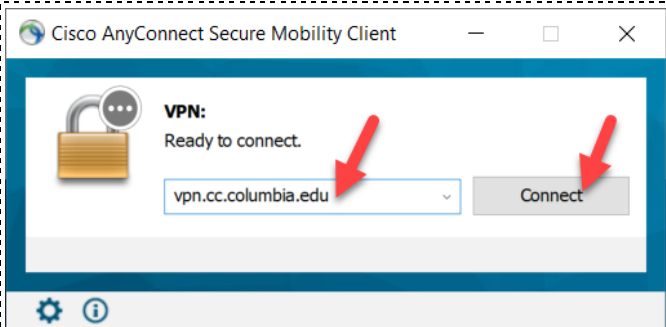 Cisco AnyConnect Secure Mobility Client
VPN:
Ready to connect.
vpn.cc.columbia.edu
Connect